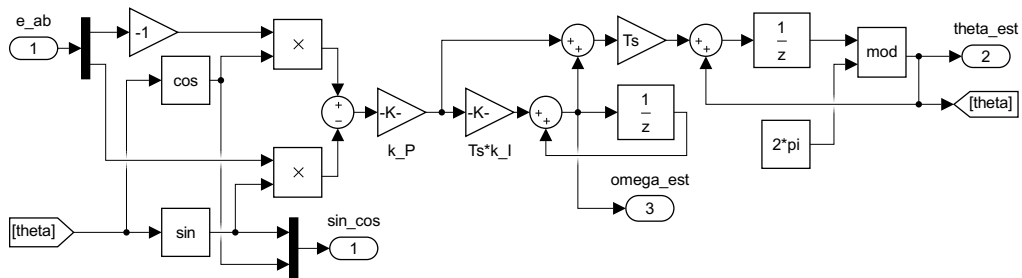 e_ab
1
-1
×
cos
+
−
-K-
k_P
-K-
Ts*k_I
+
+
+
+
Ts
+
+
1
z
1
z
mod
theta_est
2
[theta]
2*pi
×
omega_est
3
[theta]
sin
sin_cos
1